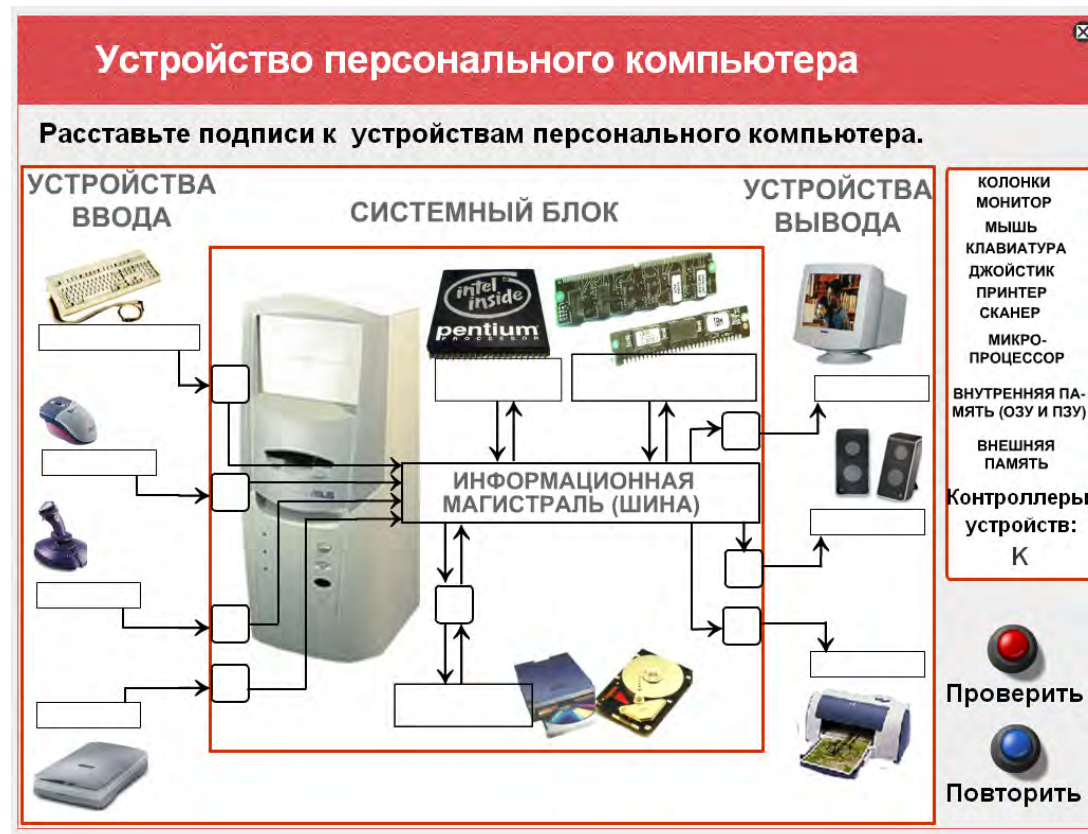 Устройство персонального компьютера
Расставьте подписи к устройствам персонального компьютера.
УСТРОЙСТВА
ВВОДА
СИСТЕМНЫЙ БЛОК
УСТРОЙСТВА
ВЫВОДА
intel
inside
pentium
PROCESSOR
ИНФОРМАЦИОННАЯ
МАГИСТРАЛЬ (ШИНА)
КОЛОНКИ
МОНИТОР
МЫШЬ
КЛАВИАТУРА
ДЖОЙСТИК
ПРИНТЕР
СКАНЕР
МИКРО-
ПРОЦЕССОР
ВНУТРЕННЯЯ ПА-
МЯТЬ (ОЗУ И ПЗУ)
ВНЕШНЯЯ
ПАМЯТЬ
Контроллеры
устройств:
К
Проверить
Повторить